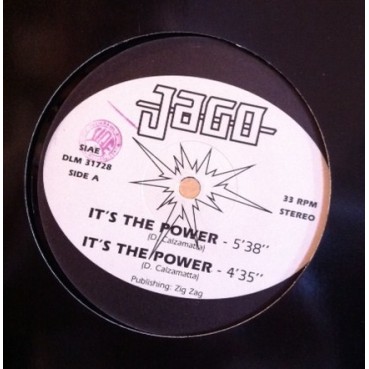 JAGO
SIAE
DLM 31728
SIDE A
33 RPM
STEREO
IT'S THE POWER - 5'38''
(D. Calzamatta)
IT'S THE POWER - 4'35''
(D. Calzamatta)
Publishing: Zig Zag